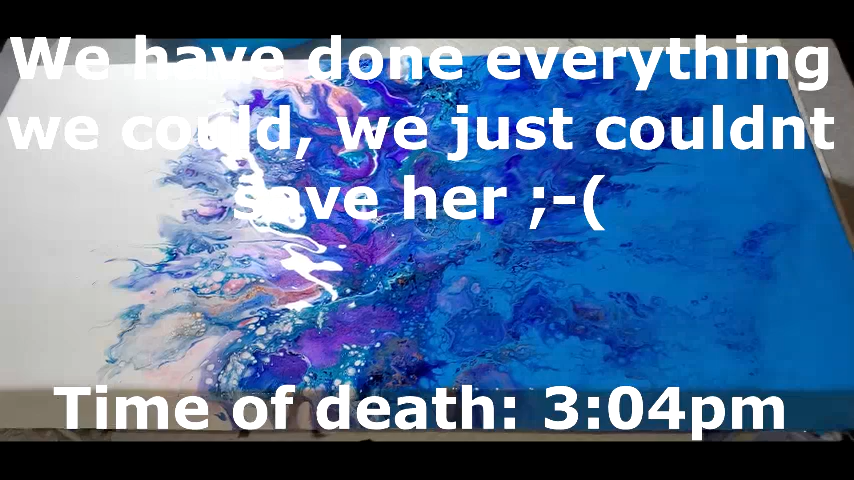 We have done everything
we could, we just couldnt
save her ;-(
Time of death: 3:04pm